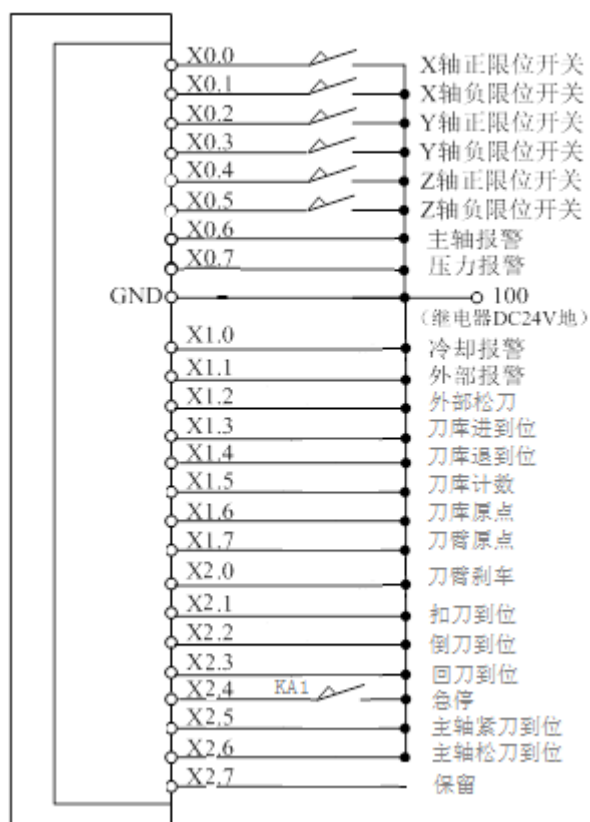 X0.0 X轴正限位开关
X0.1 X轴负限位开关
X0.2 Y轴正限位开关
X0.3 Y轴负限位开关
X0.4 Z轴正限位开关
X0.5 Z轴负限位开关
X0.6 主轴报警
X0.7 压力报警
GND 100
（继电器DC24V地）
X1.0 冷却报警
X1.1 外部报警
X1.2 外部松刀
X1.3 刀库进到位
X1.4 刀库退到位
X1.5 刀库计数
X1.6 刀库原点
X1.7 刀臂原点
X2.0 刀臂刹车
X2.1 扣刀到位
X2.2 倒刀到位
X2.3 回刀到位
X2.4 KA1 急停
X2.5 主轴紧刀到位
X2.6 主轴松刀到位
X2.7 保留